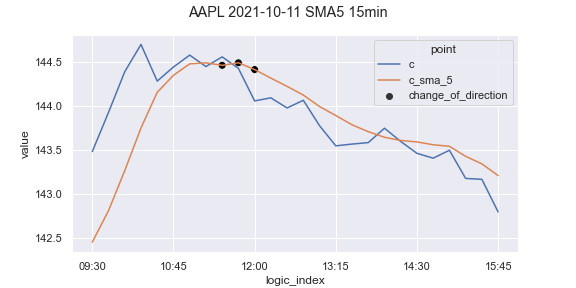 AAPL 2021-10-11 SMA5 15min
point
c
c_sma_5
change_of_direction
value
144.5
144.0
143.5
143.0
142.5
09:30 10:45 12:00 13:15 14:30 15:45
logic_index